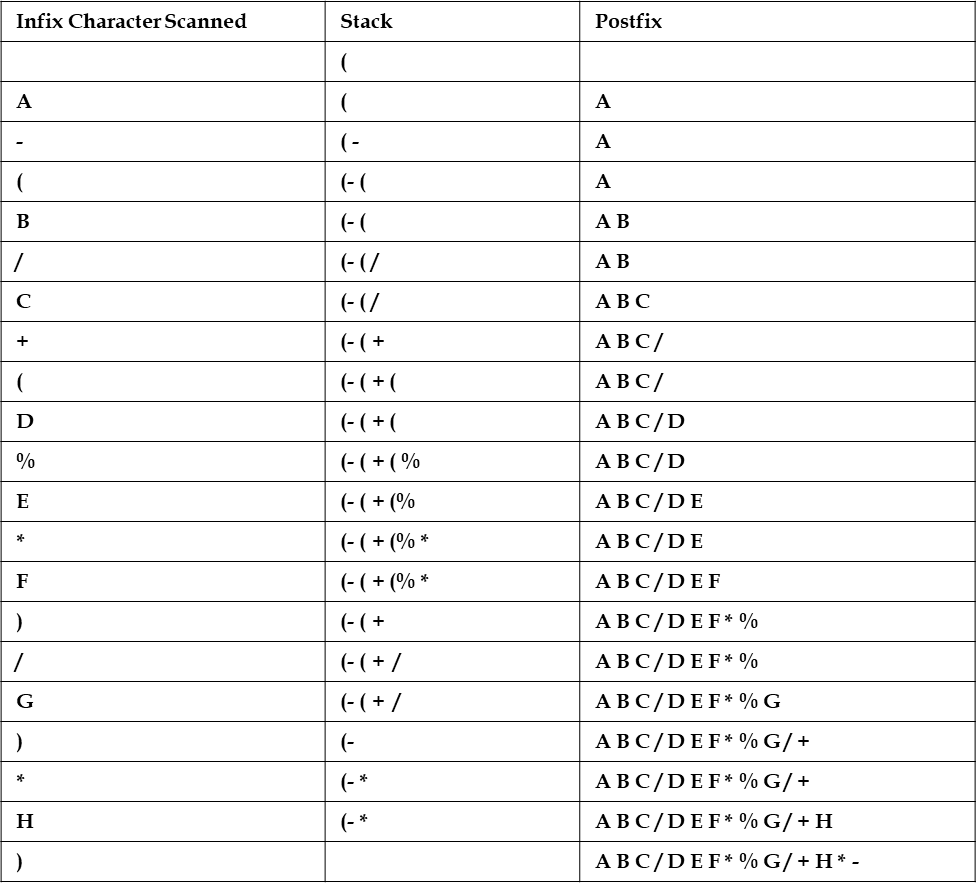 Infix Character Scanned Stack Postfix
(
A ( A
- ( - A
( (- ( A
B (- ( A B
/ (- ( / A B
C (- ( / A B C
+ (- ( + A B C /
( (- ( + ( A B C /
D (- ( + ( A B C / D
% (- ( + ( % A B C / D
E (- ( + (% A B C / D E
* (- ( + (% * A B C / D E
F (- ( + (% * A B C / D E F
) (- ( + A B C / D E F * %
/ (- ( + / A B C / D E F * %
G (- ( + / A B C / D E F * % G
) (- A B C / D E F * % G / +
* (- * A B C / D E F * % G / +
H (- * A B C / D E F * % G / + H
) A B C / D E F * % G / + H * -